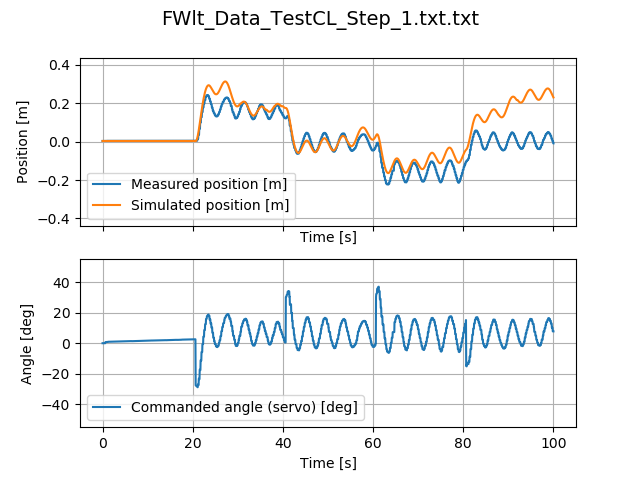 FWlt_Data_TestCL_Step_1.txt.txt
0.4
0.2
0.0
−0.2
−0.4
Position [m]
Measured position [m]
Simulated position [m]
Time [s]
40
20
0
−20
−40
Angle [deg]
Commanded angle (servo) [deg]
0 20 40 60 80 100
Time [s]